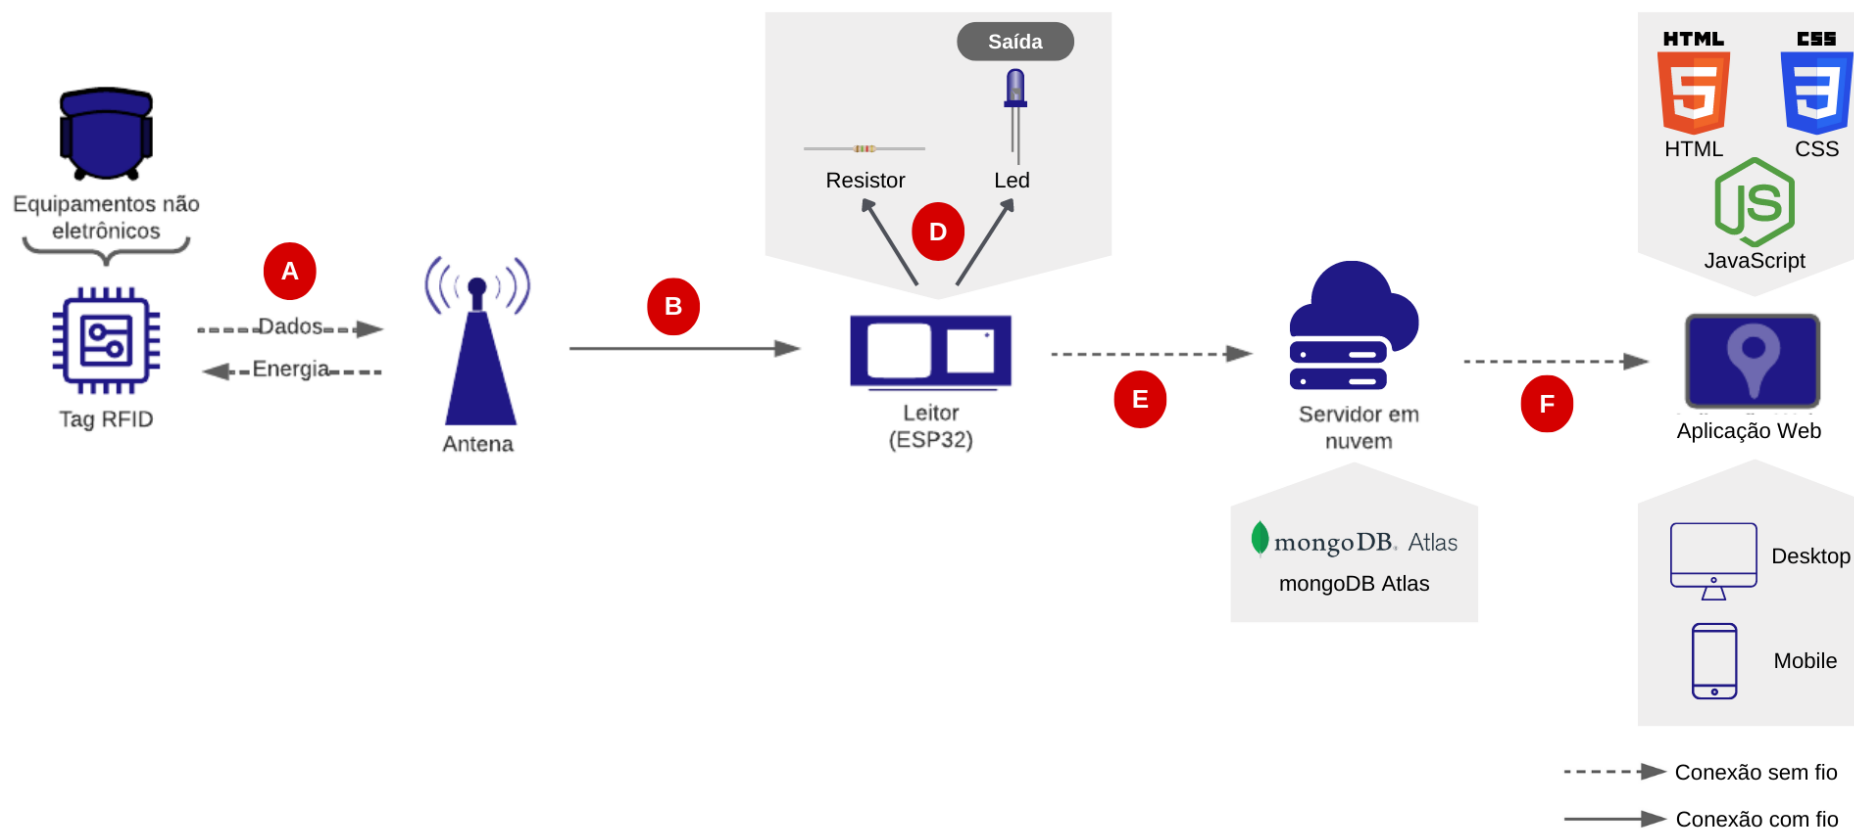 Saída
HTML
CSS
HTML
CSS
JS
JavaScript
Resistor
Led
Equipamentos não
eletrônicos
A
B
D
Dados
Energia
Tag RFID
Antena
Leitor
(ESP32)
E
Servidor em
nuvem
F
Aplicação Web
mongoDB. Atlas
mongoDB Atlas
Desktop
Mobile
Conexão sem fio
Conexão com fio